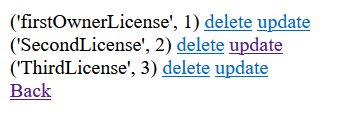 ('firstOwnerLicense', 1) delete update
('SecondLicense', 2) delete update
('ThirdLicense', 3) delete update
Back